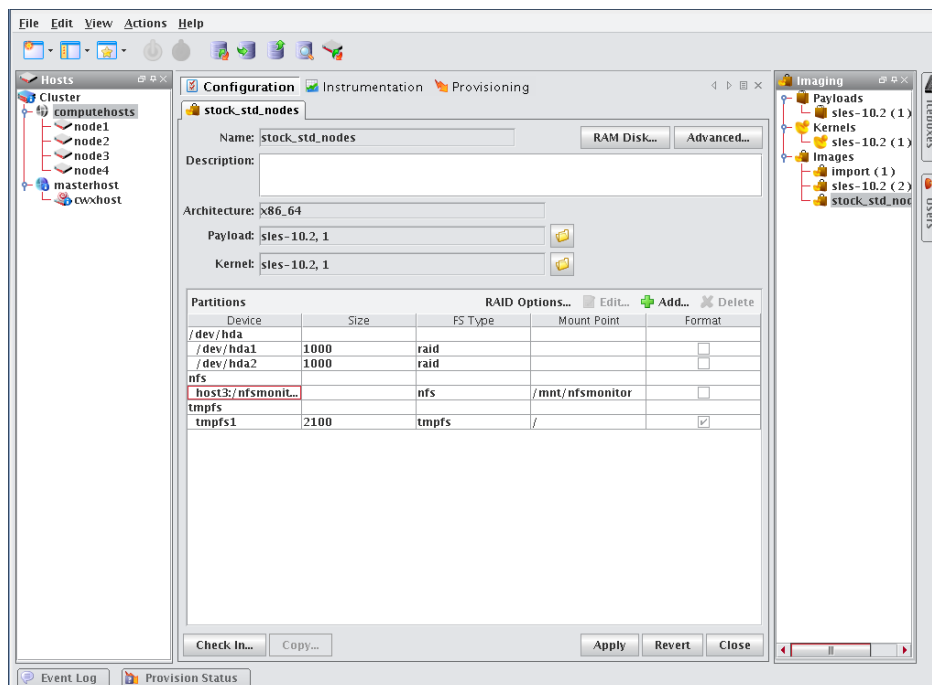 File Edit View Actions Help
Hosts
Cluster
computehosts
node1
node2
node3
node4
masterhost
cwxhost
Configuration Instrumentation Provisioning
stock_std_nodes
Name: stock_std_nodes RAM Disk... Advanced...
Description:
Architecture: x86_64
Payload: sles-10.2, 1
Kernel: sles-10.2, 1
Partitions RAID Options... Edit... Add... Delete
Device Size FS Type Mount Point Format
/dev/hda
/dev/hda1 1000 raid
/dev/hda2 1000 raid
nfs
host3:/nfsmonit... nfs /mnt/nfsmonitor
tmpfs
tmpfs1 2100 tmpfs /
Check In... Copy... Apply Revert Close
Imaging
Payloads
sles-10.2 (1)
Kernels
sles-10.2 (1)
Images
import (1)
sles-10.2 (2)
stock_std_nod
Iceboxes
Users
Event Log Provision Status